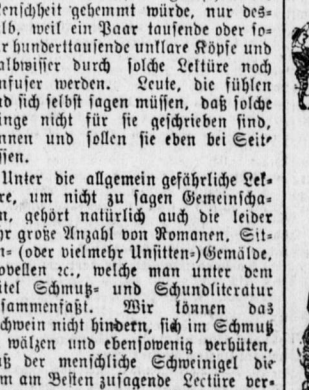 lenschheit gehemmt würde, nur des-
lb, weil ein Paar tausende oder so-
r hunderttausende unklare Köpfe und
albwisser durch solche Lektüre noch
nfuser werden. Leute, die fühlen
d sich selbst sagen müssen, daß solche
inge nicht für sie geschrieben sind,
nnen und sollen sie eben bei Seit-
ssen.
Unter die allgemein gefährliche Lek-
re, um nicht zu sagen Gemeinscha-
n, gehört natürlich auch die leider
hr große Anzahl von Romanen, Sit-
n- (oder vielmehr Unsitten-)Gemälde,
ovellen ꝛc., welche man unter dem
itel Schmutz- und Schundliteratur
sammenfaßt. Wir können das
chwein nicht hindern, sich im Schmutz
wälzen und ebensowenig verhüten,
ß der menschliche Schweinigel die
m am Besten zusagende Lektüre ver-